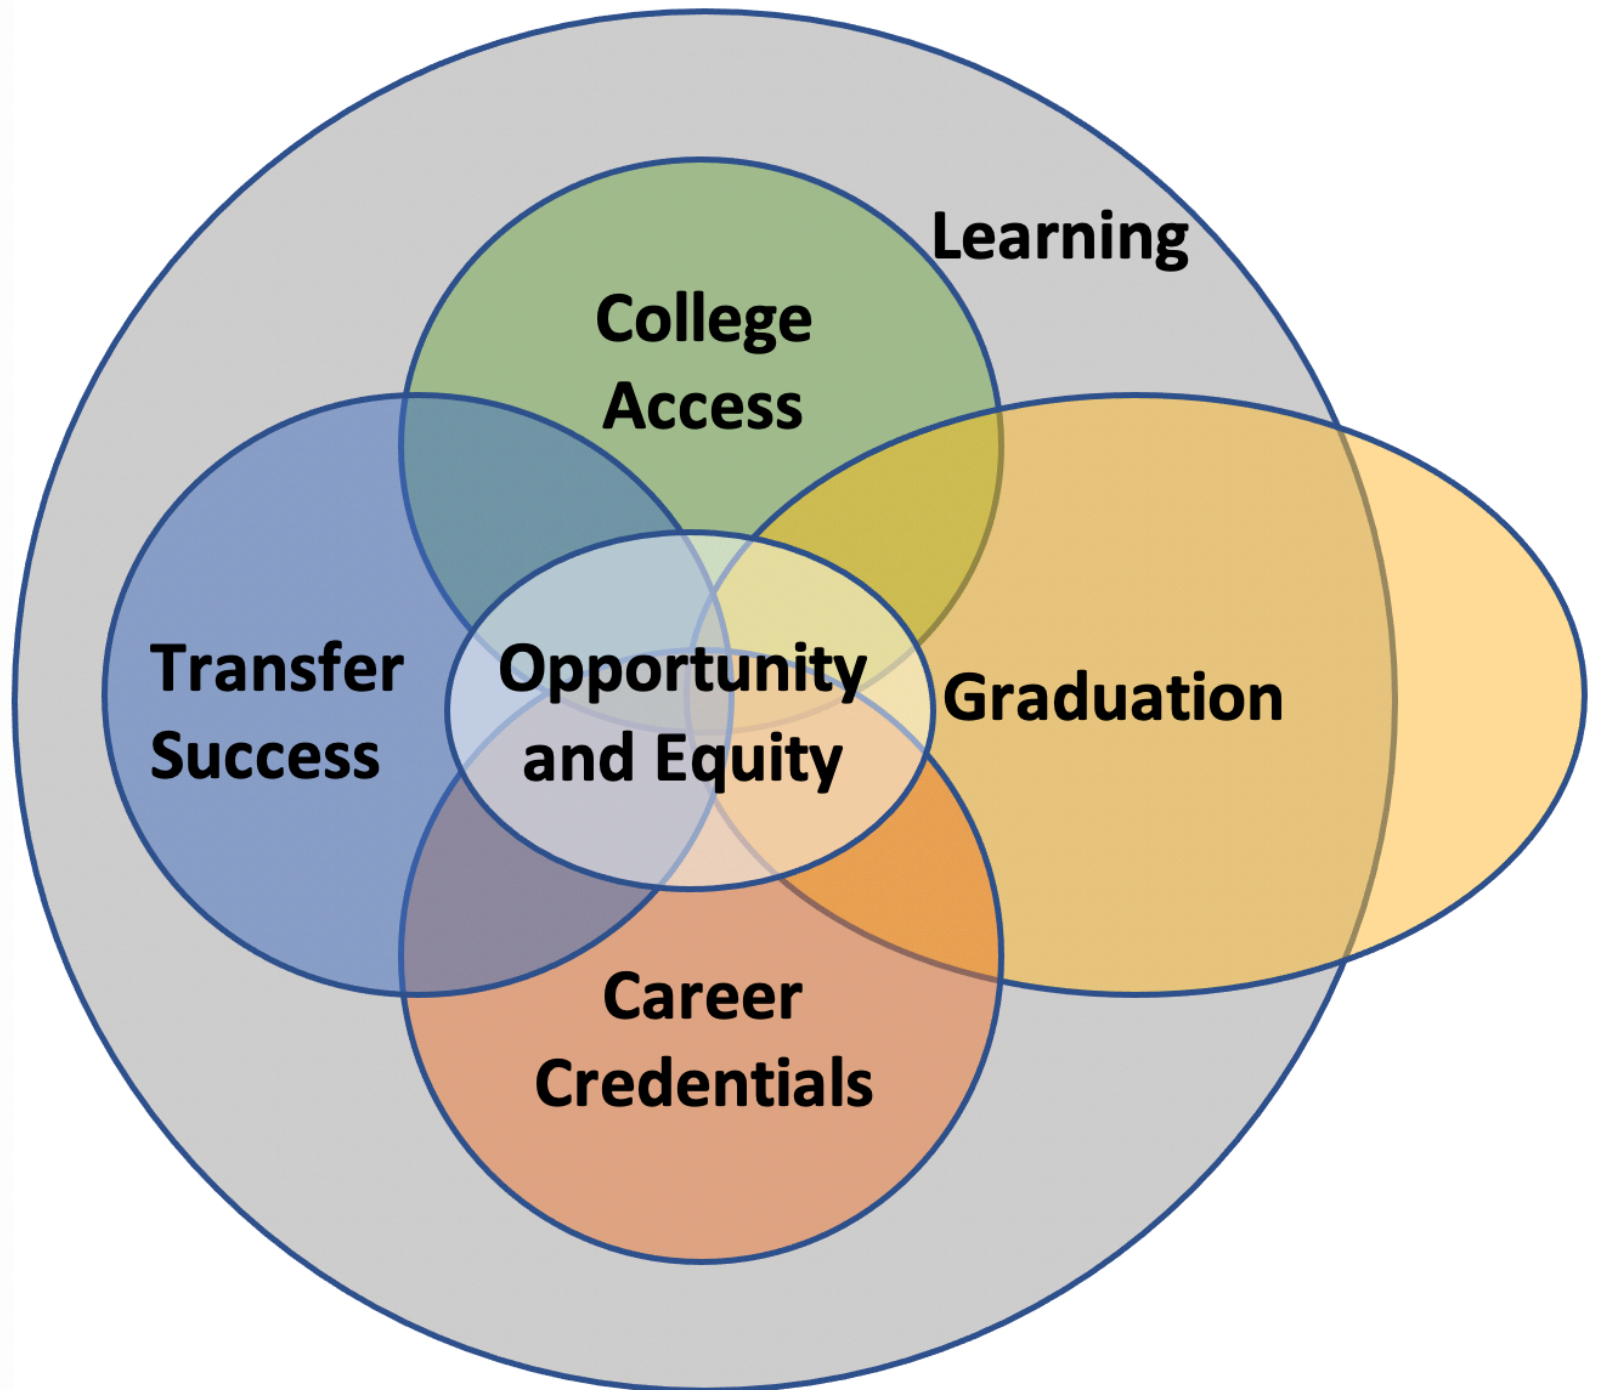 Learning
College
Access
Transfer
Success
Opportunity
and Equity
Graduation
Career
Credentials